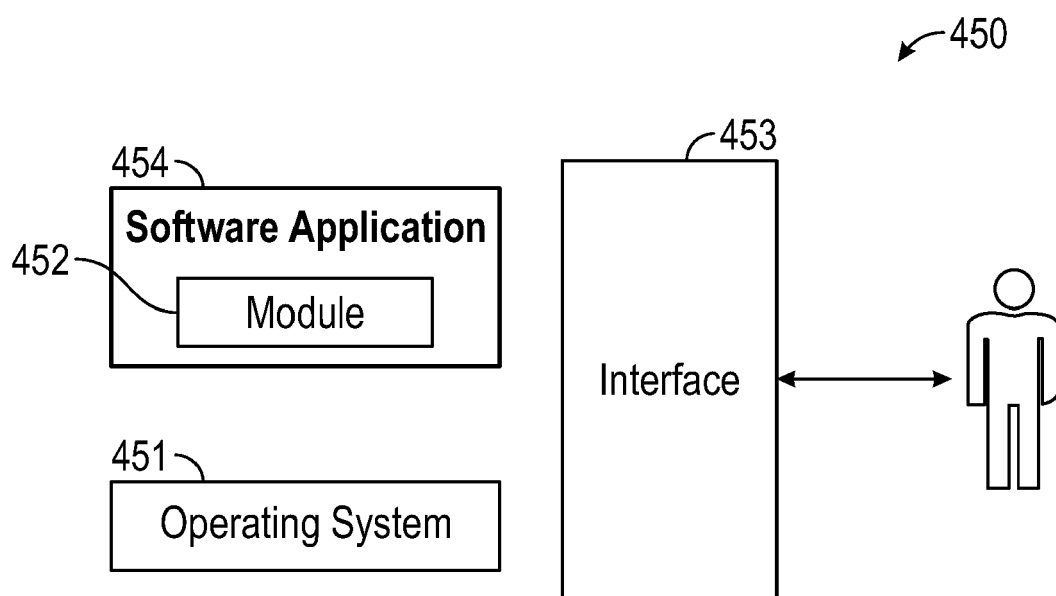 450
453
454
Software Application
452
Module
Interface
451
Operating System